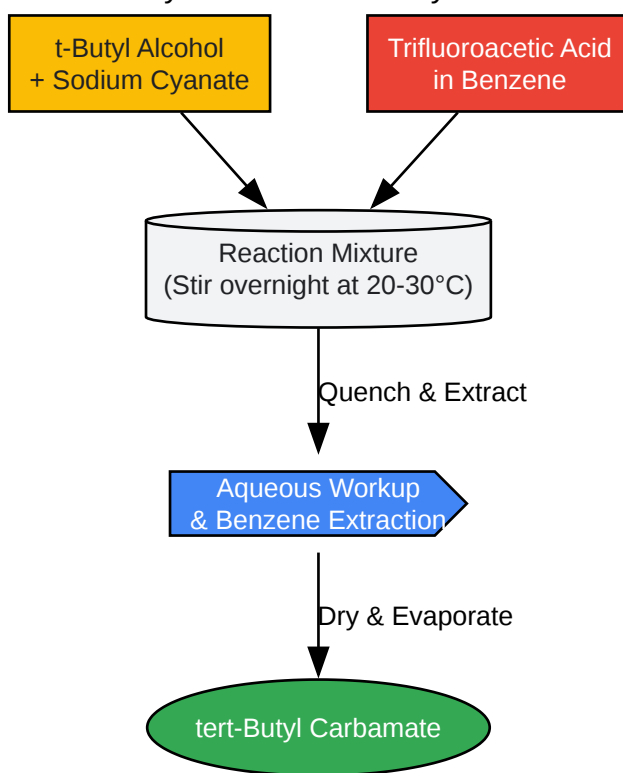 t-Butyl Alcohol
+ Sodium Cyanate
Trifluoroacetic Acid
in Benzene
Reaction Mixture
(Stir overnight at 20-30°C)
Quench & Extract
Aqueous Workup
& Benzene Extraction
Dry & Evaporate
tert-Butyl Carbamate